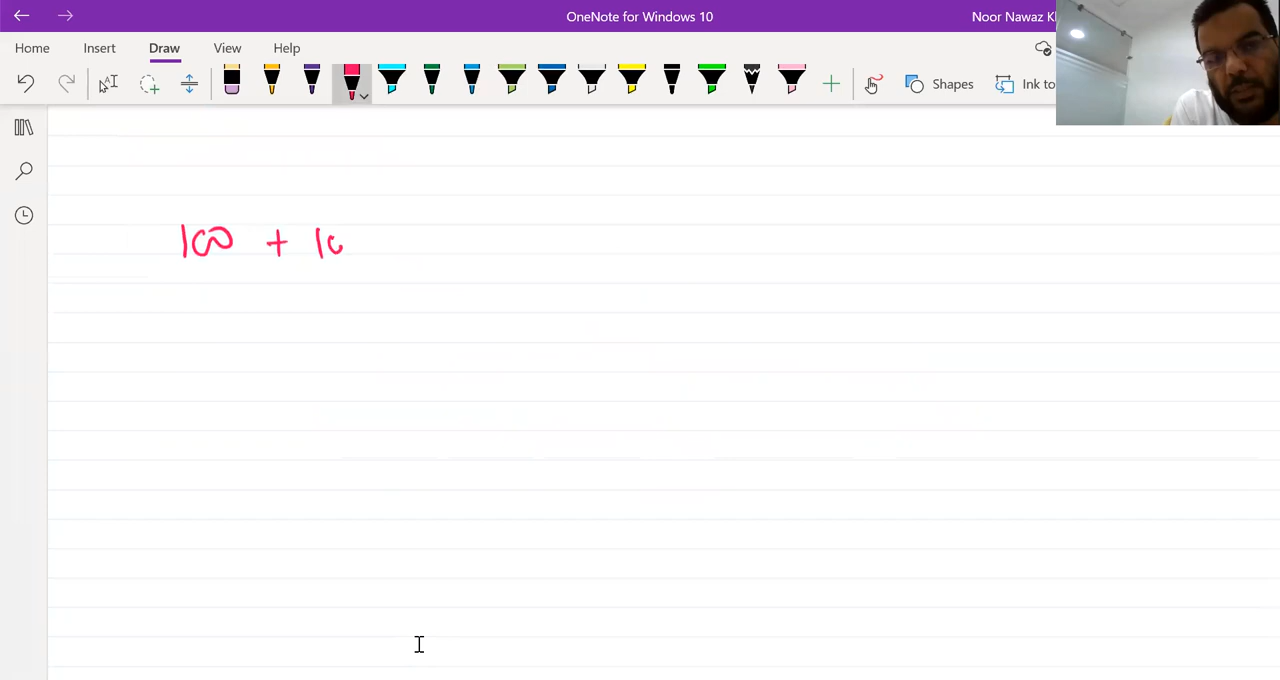 OneNote for Windows 10
Noor Nawaz
Home Insert Draw View Help
Shapes
Ink to
100 + 10